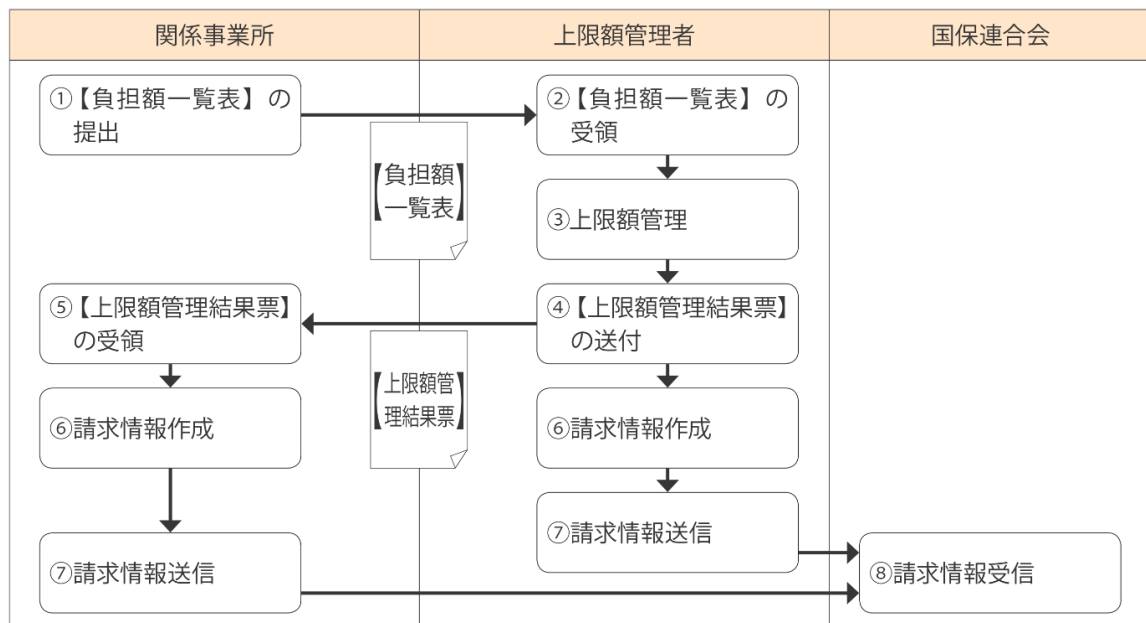 関係事業所
上限額管理者
国保連合会
①【負担額一覧表】の
提出
②【負担額一覧表】の
受領
【負担額
一覧表】
③上限額管理
⑤【上限額管理結果票】
の受領
④【上限額管理結果票】
の送付
【上限額管
理結果票】
⑥請求情報作成
⑥請求情報作成
⑦請求情報送信
⑦請求情報送信
⑧請求情報受信